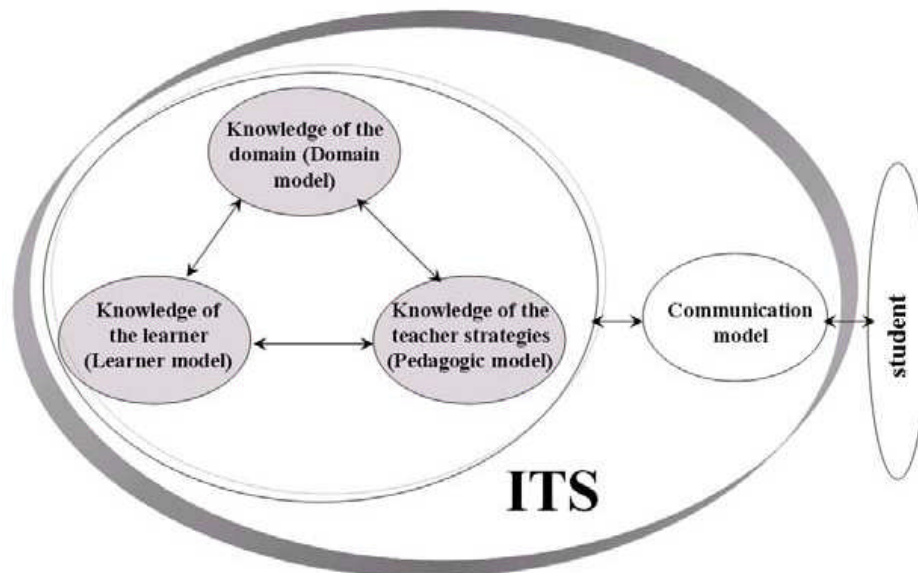 Knowledge of the
domain (Domain
model)
Knowledge of
the learner
(Learner model)
Knowledge of the
teacher strategies
(Pedagogic model)
Communication
model
student
ITS